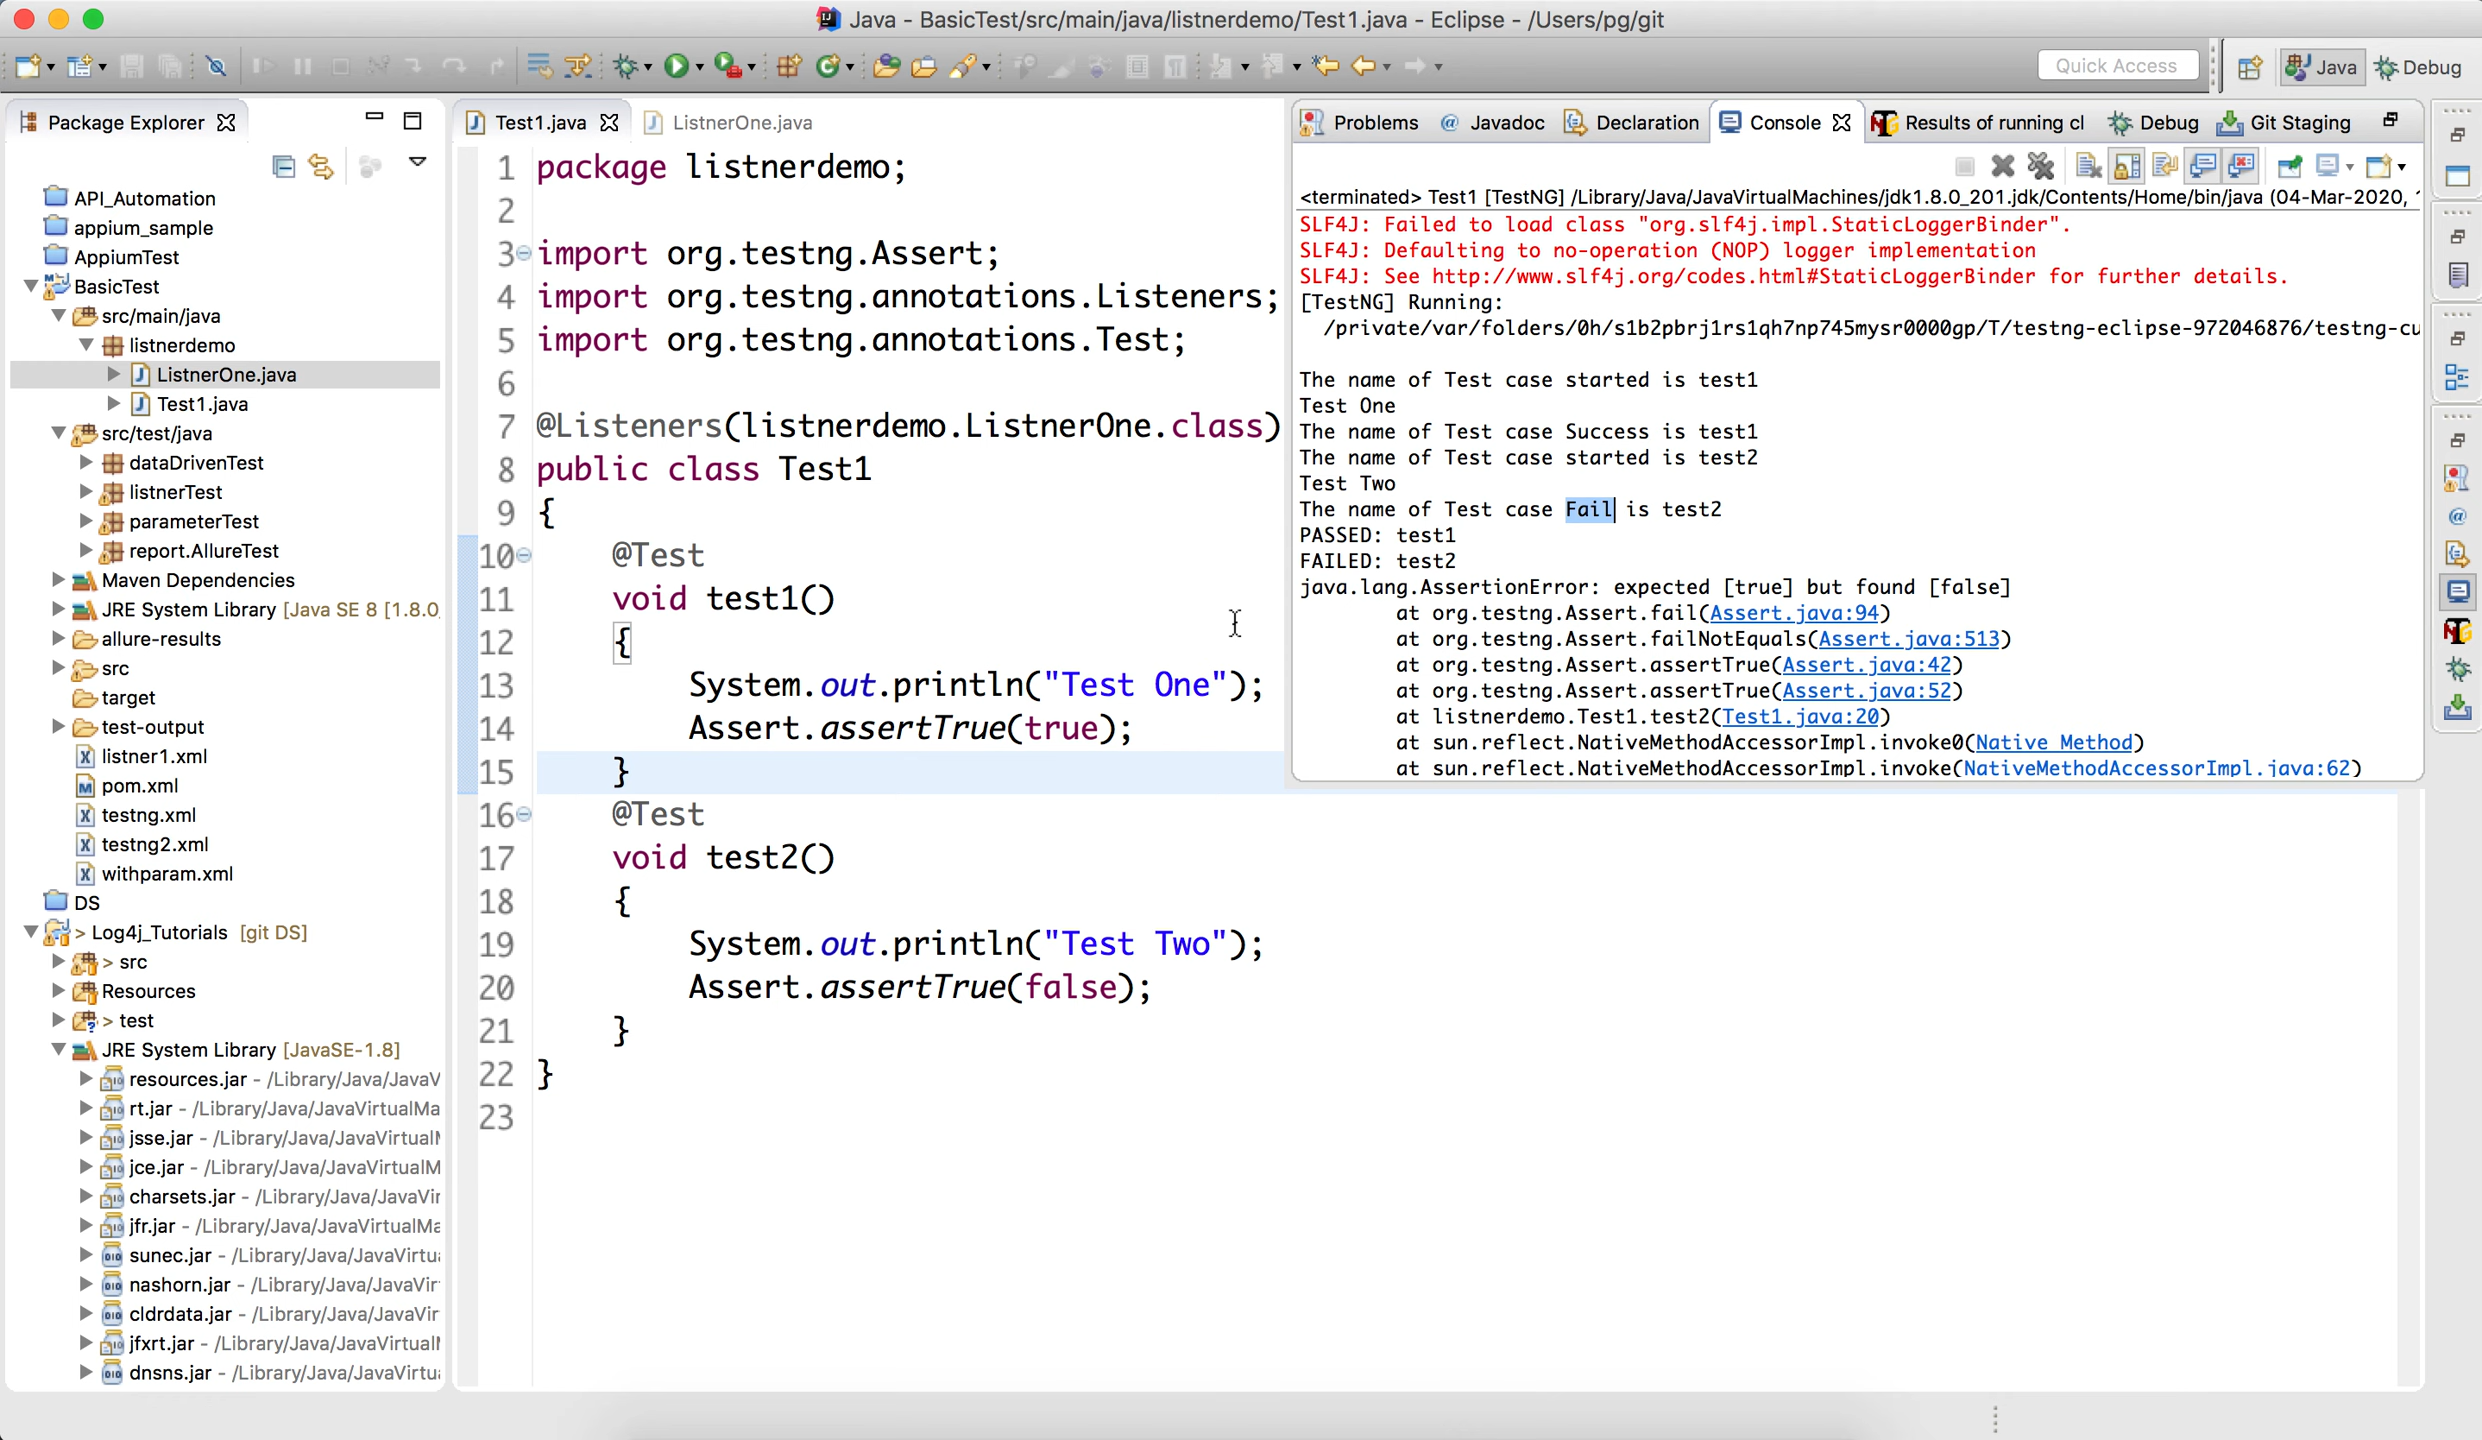 Java - BasicTest/src/main/java/listnerdemo/Test1.java - Eclipse - /Users/pg/git
Quick Access
Java
Debug
Package Explorer
API_Automation
appium_sample
AppiumTest
BasicTest
src/main/java
listnerdemo
ListnerOne.java
Test1.java
src/test/java
dataDrivenTest
listnerTest
parameterTest
report.AllureTest
Maven Dependencies
JRE System Library [Java SE 8 [1.8.0
allure-results
src
target
test-output
listner1.xml
pom.xml
testng.xml
testng2.xml
withparam.xml
DS
> Log4j_Tutorials [git DS]
> src
Resources
> test
JRE System Library [JavaSE-1.8]
resources.jar - /Library/Java/JavaV
rt.jar - /Library/Java/JavaVirtualMa
jsse.jar - /Library/Java/JavaVirtual
jce.jar - /Library/Java/JavaVirtualM
charsets.jar - /Library/Java/JavaVir
jfr.jar - /Library/Java/JavaVirtualMa
sunec.jar - /Library/Java/JavaVirtu
nashorn.jar - /Library/Java/JavaVir
cldrdata.jar - /Library/Java/JavaVir
jfxrt.jar - /Library/Java/JavaVirtual
dnsns.jar - /Library/Java/JavaVirtu
Test1.java
ListnerOne.java
1 package listnerdemo;
2
3 import org.testng.Assert;
4 import org.testng.annotations.Listeners;
5 import org.testng.annotations.Test;
6
7 @Listeners(listnerdemo.ListnerOne.class)
8 public class Test1
9 {
10 @Test
11 void test1()
12 {
13 System.out.println("Test One");
14 Assert.assertTrue(true);
15 }
16 @Test
17 void test2()
18 {
19 System.out.println("Test Two");
20 Assert.assertTrue(false);
21 }
22 }
23
Problems
Javadoc
Declaration
Console
Results of running cl
Debug
Git Staging
<terminated> Test1 [TestNG] /Library/Java/JavaVirtualMachines/jdk1.8.0_201.jdk/Contents/Home/bin/java (04-Mar-2020,
SLF4J: Failed to load class "org.slf4j.impl.StaticLoggerBinder".
SLF4J: Defaulting to no-operation (NOP) logger implementation
SLF4J: See http://www.slf4j.org/codes.html#StaticLoggerBinder for further details.
[TestNG] Running:
/private/var/folders/0h/s1b2pbrj1rs1qh7np745mysr0000gp/T/testng-eclipse-972046876/testng-cu
The name of Test case started is test1
Test One
The name of Test case Success is test1
The name of Test case started is test2
Test Two
The name of Test case Fail is test2
PASSED: test1
FAILED: test2
java.lang.AssertionError: expected [true] but found [false]
at org.testng.Assert.fail(Assert.java:94)
at org.testng.Assert.failNotEquals(Assert.java:513)
at org.testng.Assert.assertTrue(Assert.java:42)
at org.testng.Assert.assertTrue(Assert.java:52)
at listnerdemo.Test1.test2(Test1.java:20)
at sun.reflect.NativeMethodAccessorImpl.invoke0(Native Method)
at sun.reflect.NativeMethodAccessorImpl.invoke(NativeMethodAccessorImpl.java:62)